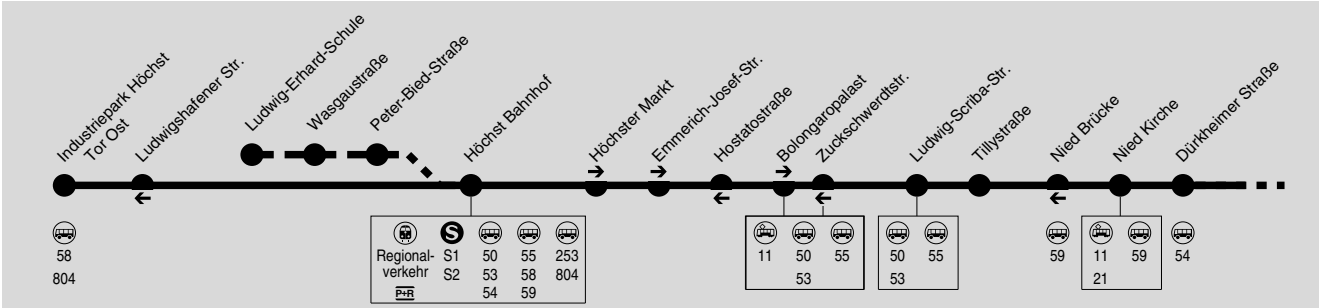 Industriepark Höchst
Tor Ost
Ludwigshafener Str.
Ludwig-Erhard-Schule
Wasgaustraße
Peter-Bied-Straße
Höchst Bahnhof
Höchster Markt
Emmerich-Josef-Str.
Hostatostraße
Bolongaropalast
Zuckschwerdtstr.
Ludwig-Scriba-Str.
Tillystraße
Nied Brücke
Nied Kirche
Dürkheimer Straße
58
804
Regional- S1 50 55 253
verkehr S2 53 58 804
P+R 54 59
S
11 50 55
53
50 55
53
59
11 59
21
54